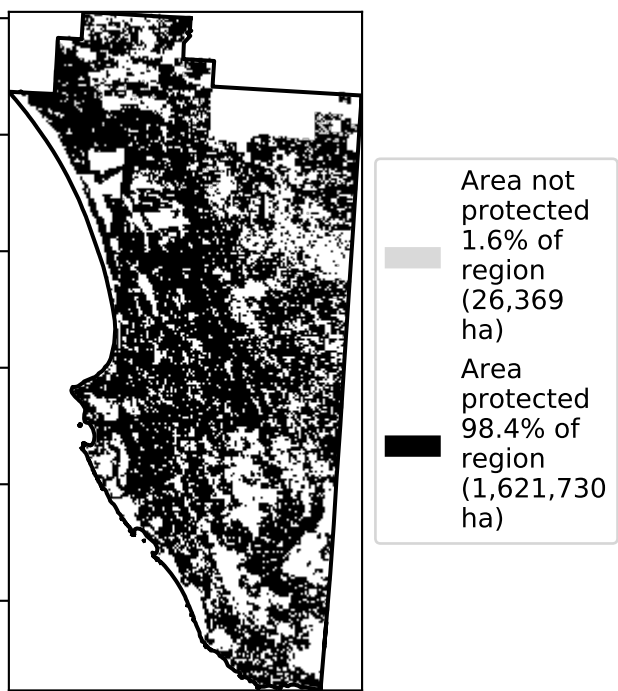 Area not
protected
1.6% of
region
(26,369
ha)
Area
protected
98.4% of
region
(1,621,730
ha)